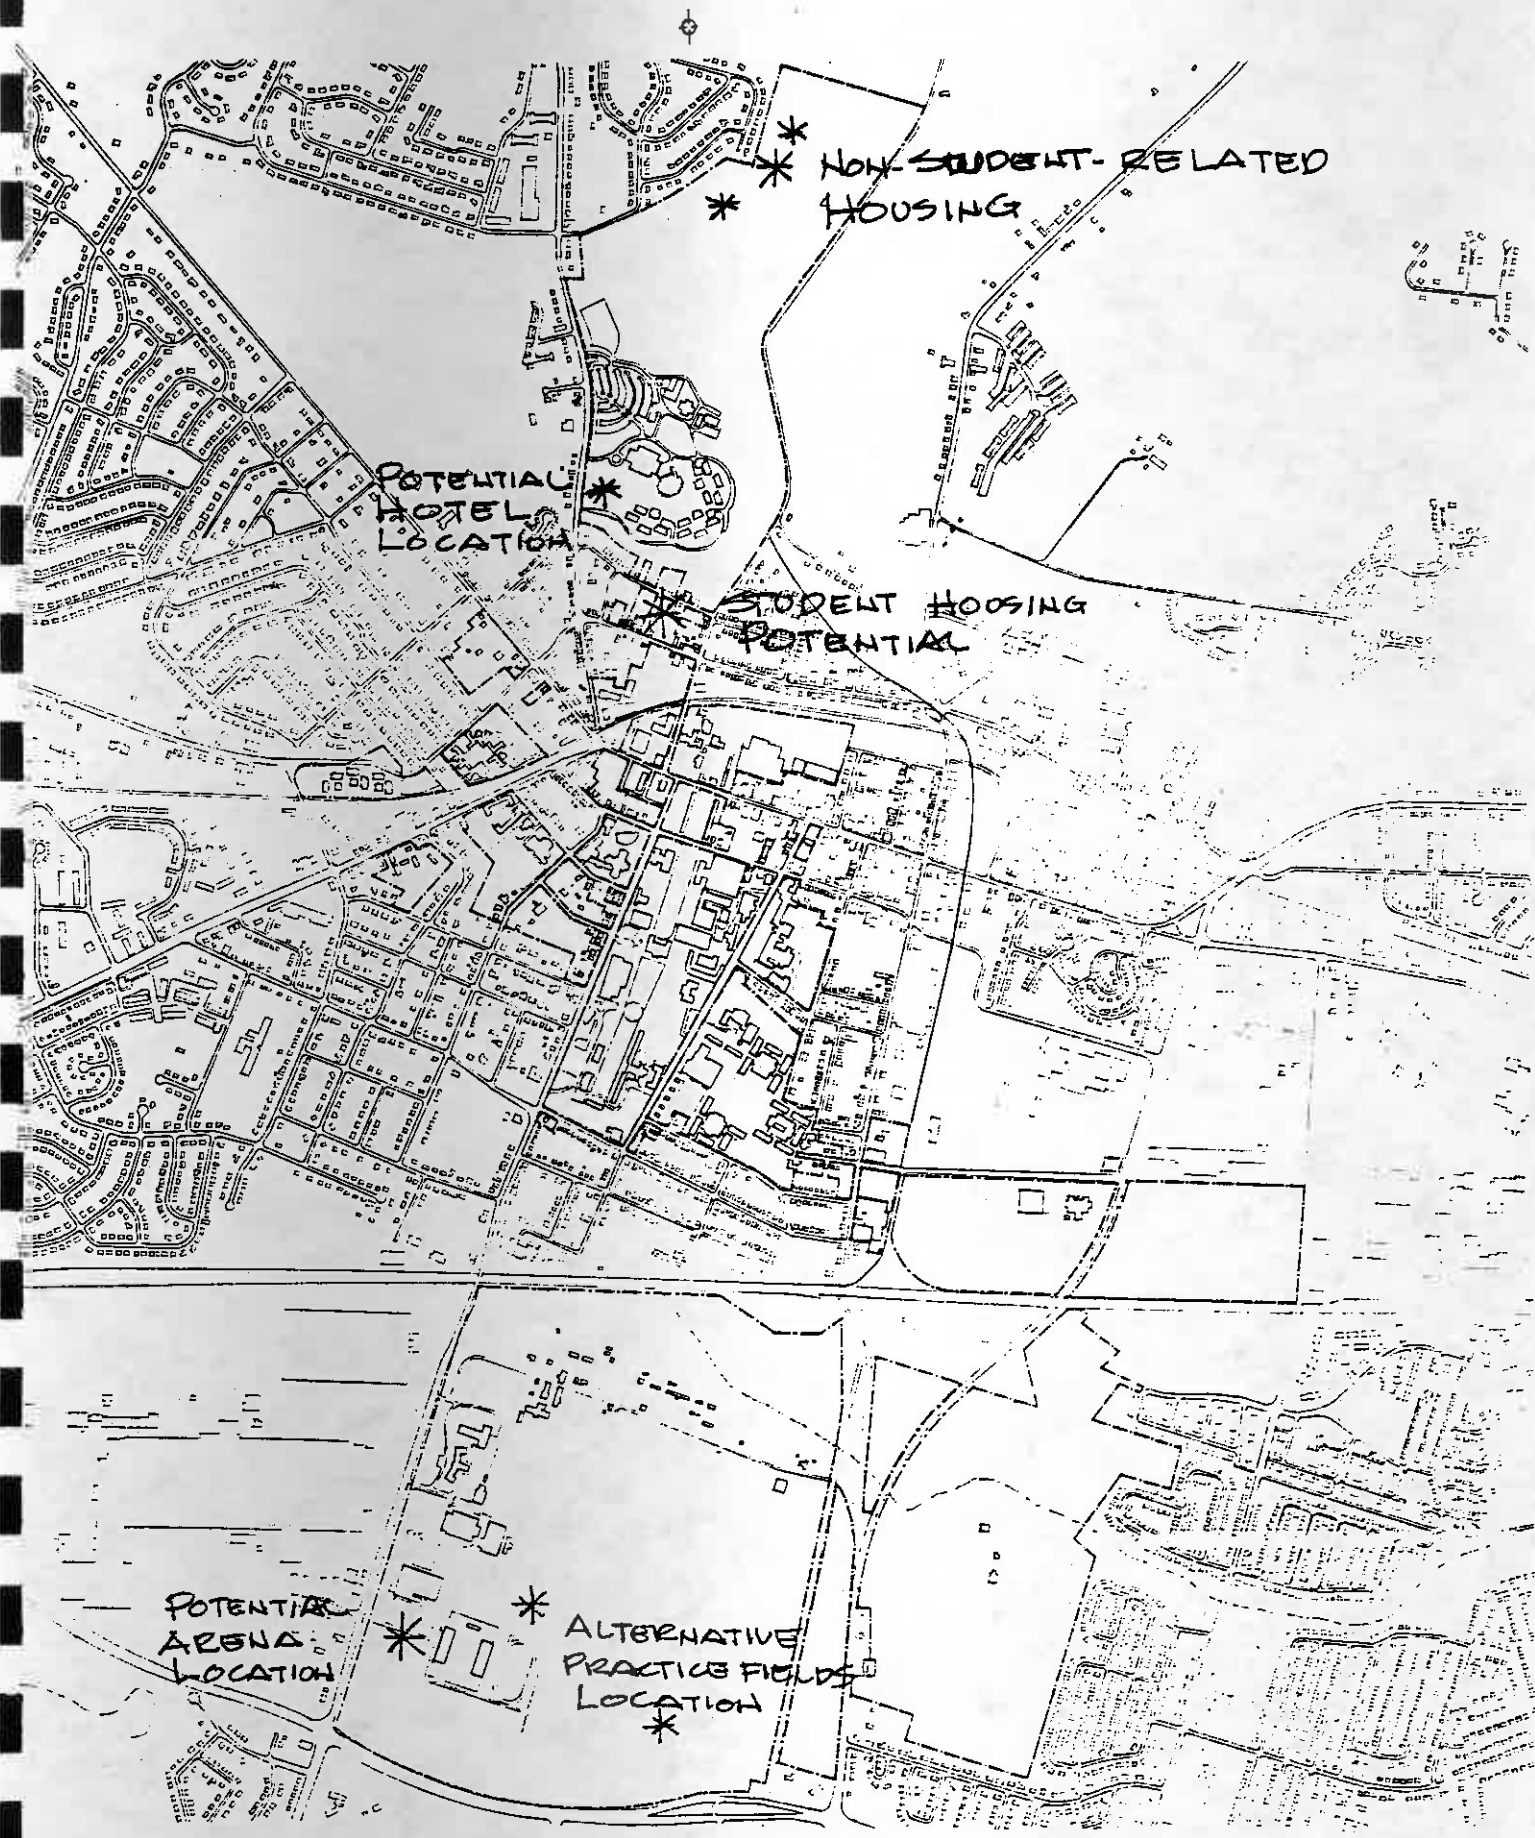 NON-STUDENT-RELATED
HOUSING
POTENTIAL
HOTEL
LOCATION
STUDENT HOUSING
POTENTIAL
POTENTIAL
ARENA
LOCATION
ALTERNATIVE
PRACTICE FIELDS
LOCATION